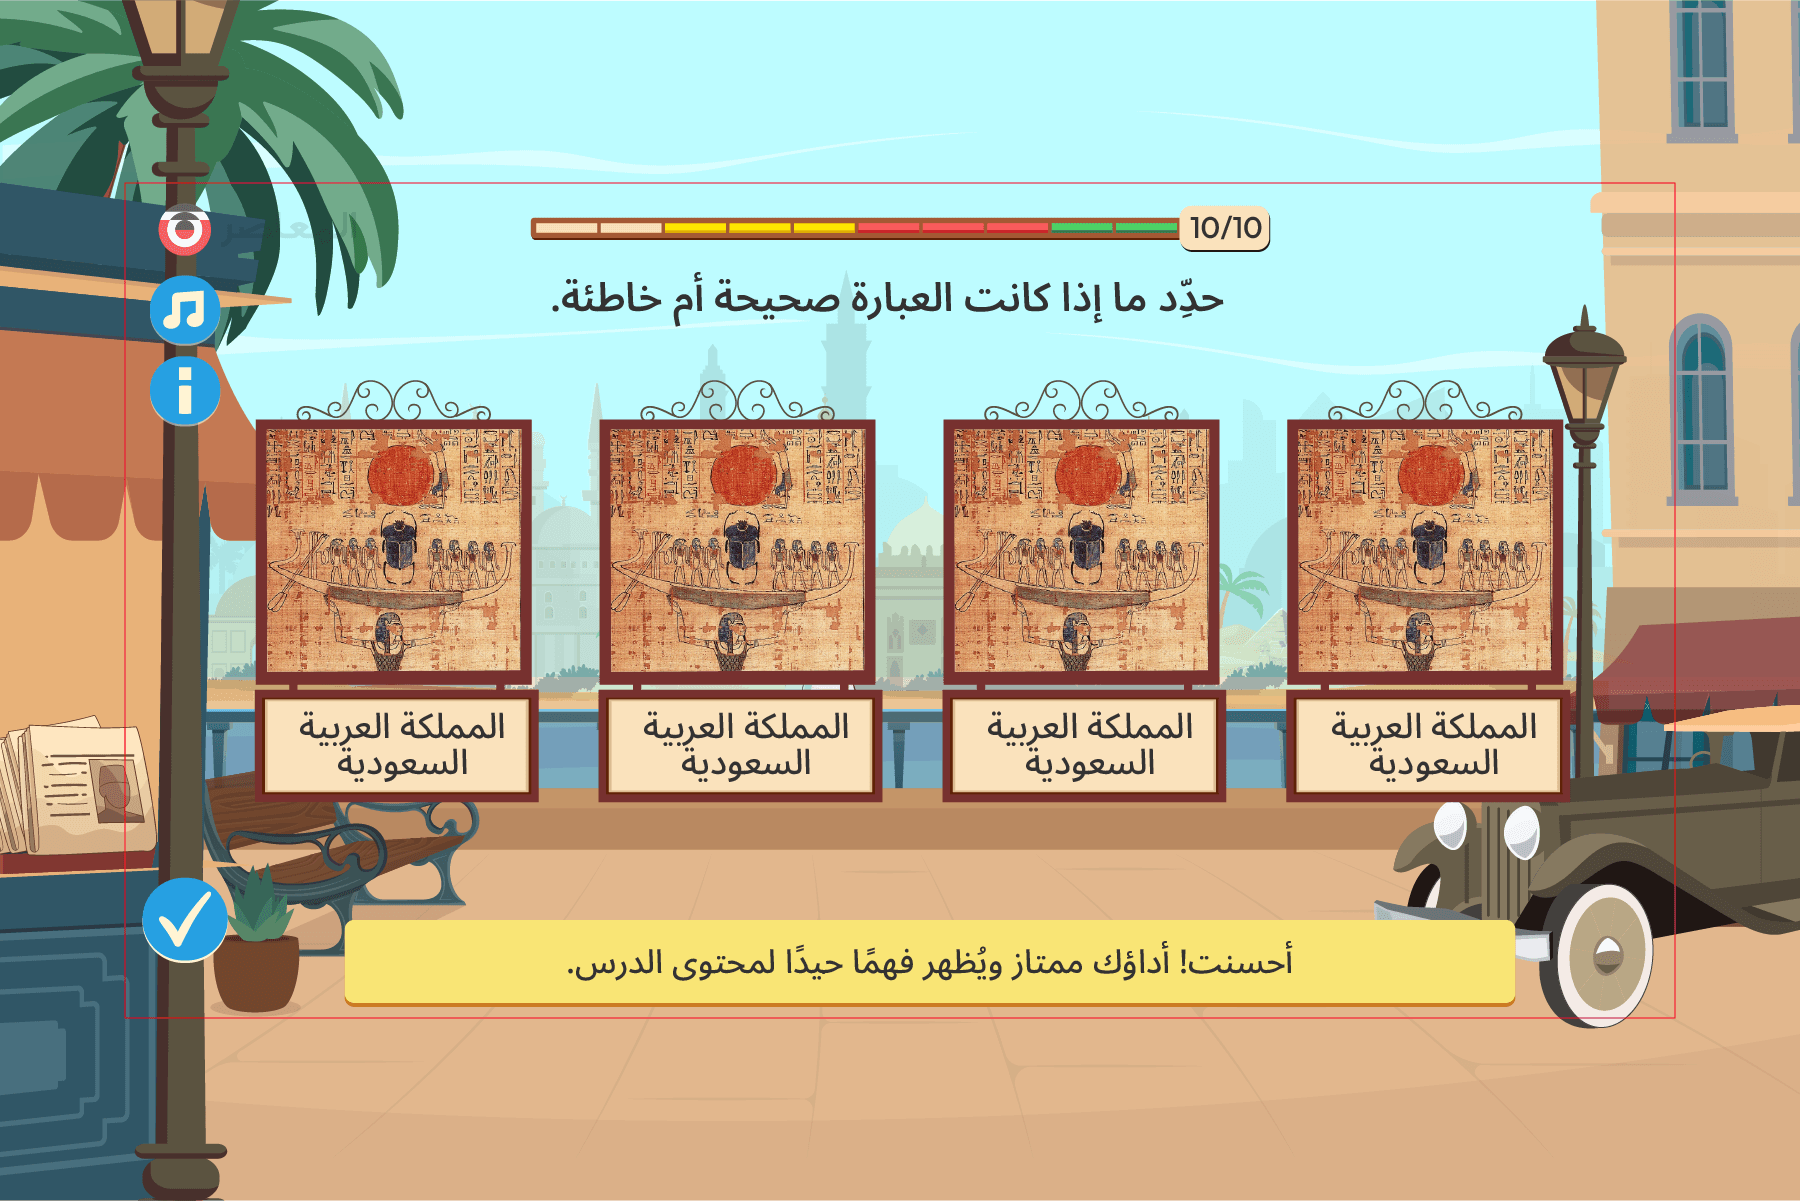 10/10
حدِّد ما إذا كانت العبارة صحيحة أم خاطئة.
المملكة العربية
السعودية
المملكة العربية
السعودية
المملكة العربية
السعودية
المملكة العربية
السعودية
أحسنت! أداؤك ممتاز ويُظهر فهمًا حيدًا لمحتوى الدرس.